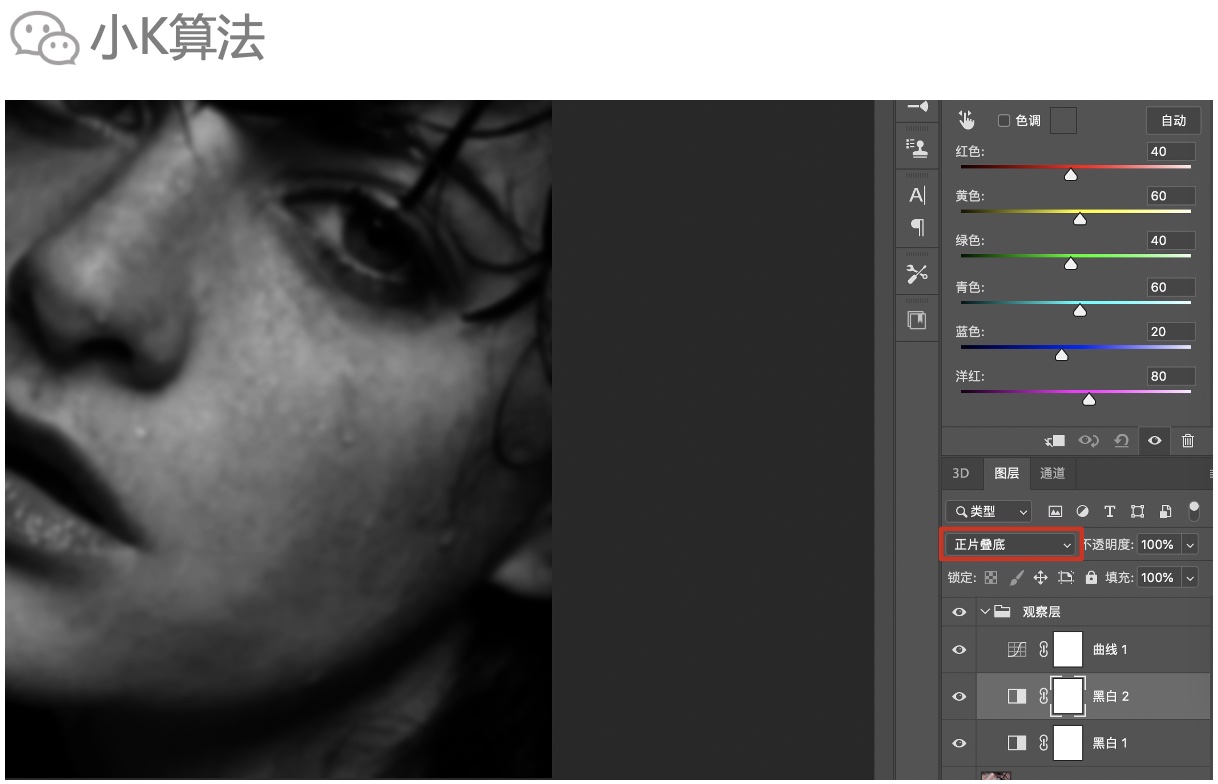 小K算法
色调
自动
红色: 40
黄色: 60
绿色: 40
青色: 60
蓝色: 20
洋红: 80
3D 图层 通道
类型
正片叠底 不透明度: 100%
锁定: 填充: 100%
观察层
曲线 1
黑白 2
黑白 1